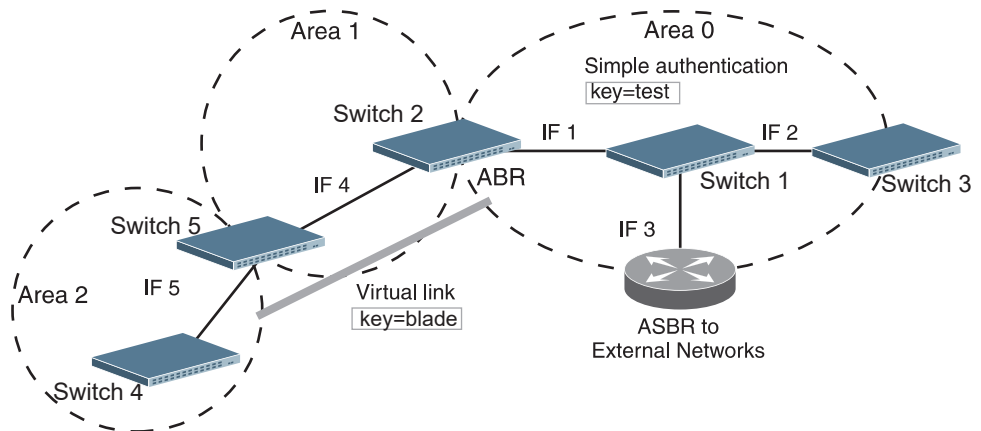 Area 1
Area 0
Simple authentication
key=test
Switch 2
IF 1
IF 2
ABR
Switch 1
Switch 3
IF 4
Switch 5
IF 3
Area 2
IF 5
Virtual link
key=blade
ASBR to
External Networks
Switch 4